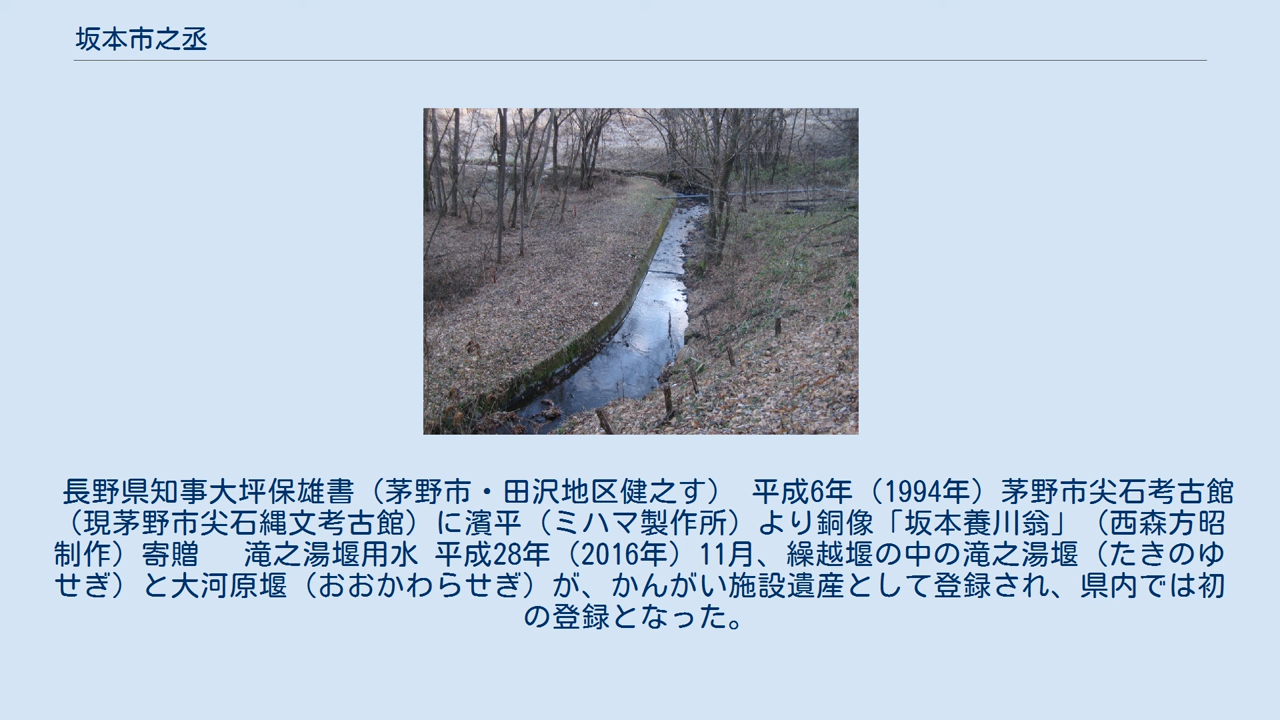 坂本市之丞
長野県知事大坪保雄書（茅野市・田沢地区健之す） 平成6年（1994年）茅野市尖石考古館
（現茅野市尖石縄文考古館）に濱平（ミハマ製作所）より銅像「坂本養川翁」（西森方昭
制作）寄贈 滝之湯堰用水 平成28年（2016年）11月、繰越堰の中の滝之湯堰（たきのゆ
せぎ）と大河原堰（おおかわらせぎ）が、かんがい施設遺産として登録され、県内では初
の登録となった。